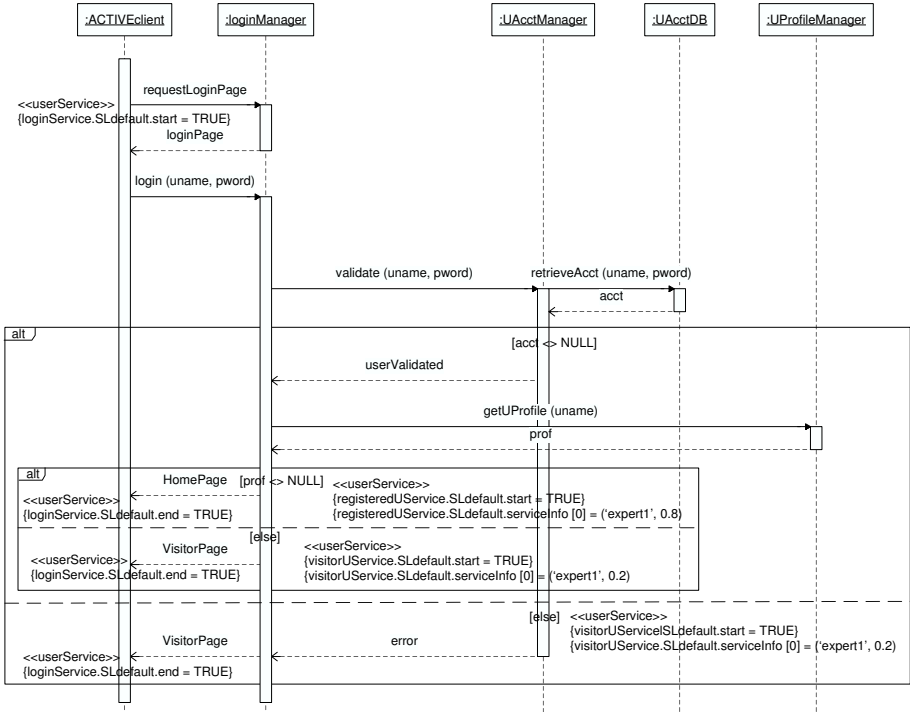 :ACTIVEclient
:loginManager
:UAcctManager
:UAcctDB
:UProfileManager
requestLoginPage
<<userService>>
{loginService.SLdefault.start = TRUE}
loginPage
login (uname, pword)
validate (uname, pword)
retrieveAcct (uname, pword)
acct
alt
[acct <> NULL]
userValidated
getUProfile (uname)
prof
alt
HomePage
[prof <> NULL]
<<userService>>
{registeredUService.SLdefault.start = TRUE}
{registeredUService.SLdefault.serviceInfo [0] = (‘expert1’, 0.8)
<<userService>>
{loginService.SLdefault.end = TRUE}
[else]
VisitorPage
<<userService>>
{visitorUService.SLdefault.start = TRUE}
{visitorUService.SLdefault.serviceInfo [0] = (‘expert1’, 0.2)
<<userService>>
{loginService.SLdefault.end = TRUE}
[else]
<<userService>>
{visitorUServicelSLdefault.start = TRUE}
{visitorUService.SLdefault.serviceInfo [0] = (‘expert1’, 0.2)
VisitorPage
error
<<userService>>
{loginService.SLdefault.end = TRUE}